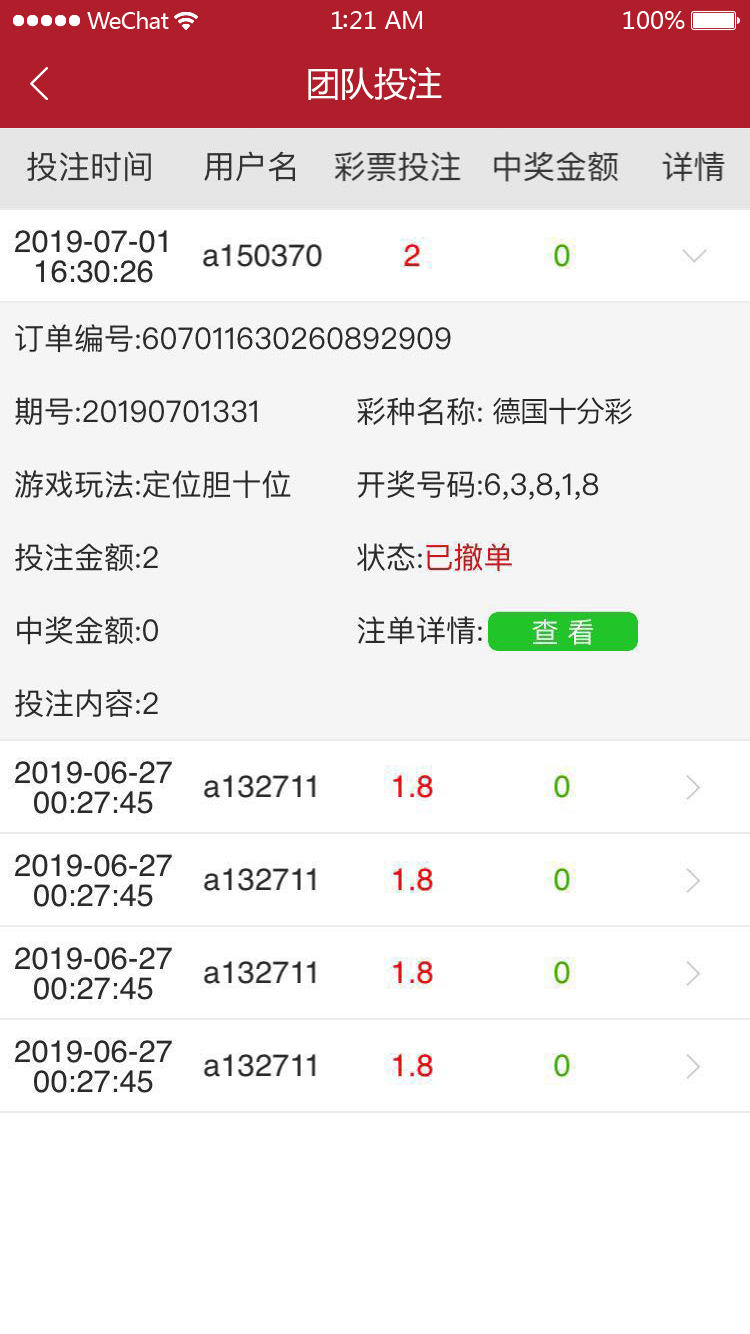 WeChat 1:21 AM 100%
团队投注
投注时间 用户名 彩票投注 中奖金额 详情
2019-07-01 16:30:26 a150370 2 0
订单编号:607011630260892909
期号:20190701331 彩种名称: 德国十分彩
游戏玩法:定位胆十位 开奖号码:6,3,8,1,8
投注金额:2 状态:已撤单
中奖金额:0 注单详情: 查 看
投注内容:2
2019-06-27 00:27:45 a132711 1.8 0
2019-06-27 00:27:45 a132711 1.8 0
2019-06-27 00:27:45 a132711 1.8 0
2019-06-27 00:27:45 a132711 1.8 0